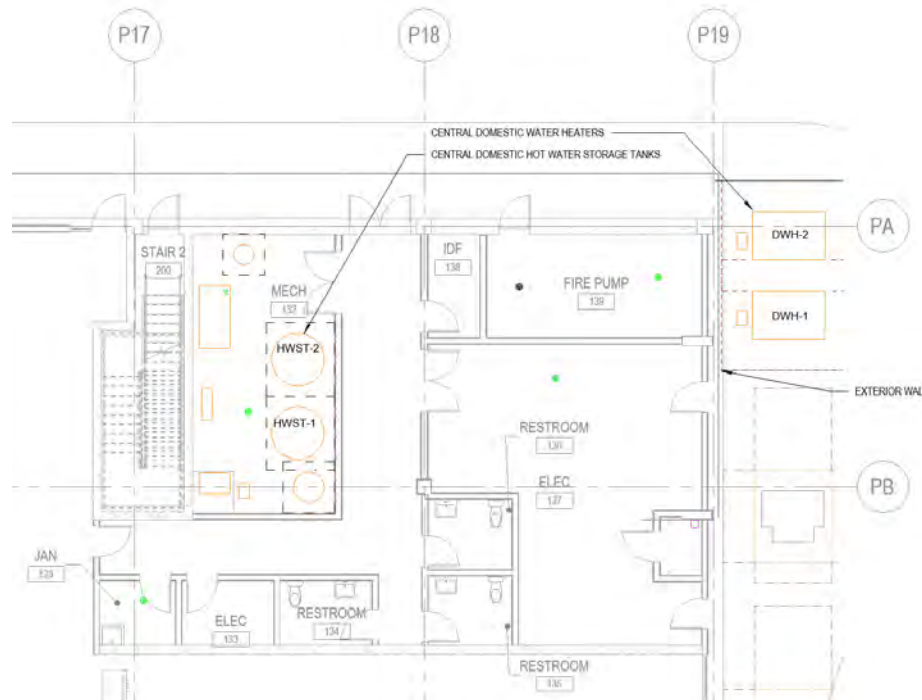 P17
P18
P19
CENTRAL DOMESTIC WATER HEATERS
CENTRAL DOMESTIC HOT WATER STORAGE TANKS
PA
DWH-2
STAIR 2
200
IDF
138
MECH
132
FIRE PUMP
139
DWH-1
HWST-2
EXTERIOR WAL
HWST-1
RESTROOM
ELEC
137
PB
JAN
ELEC
133
RESTROOM
134
RESTROOM